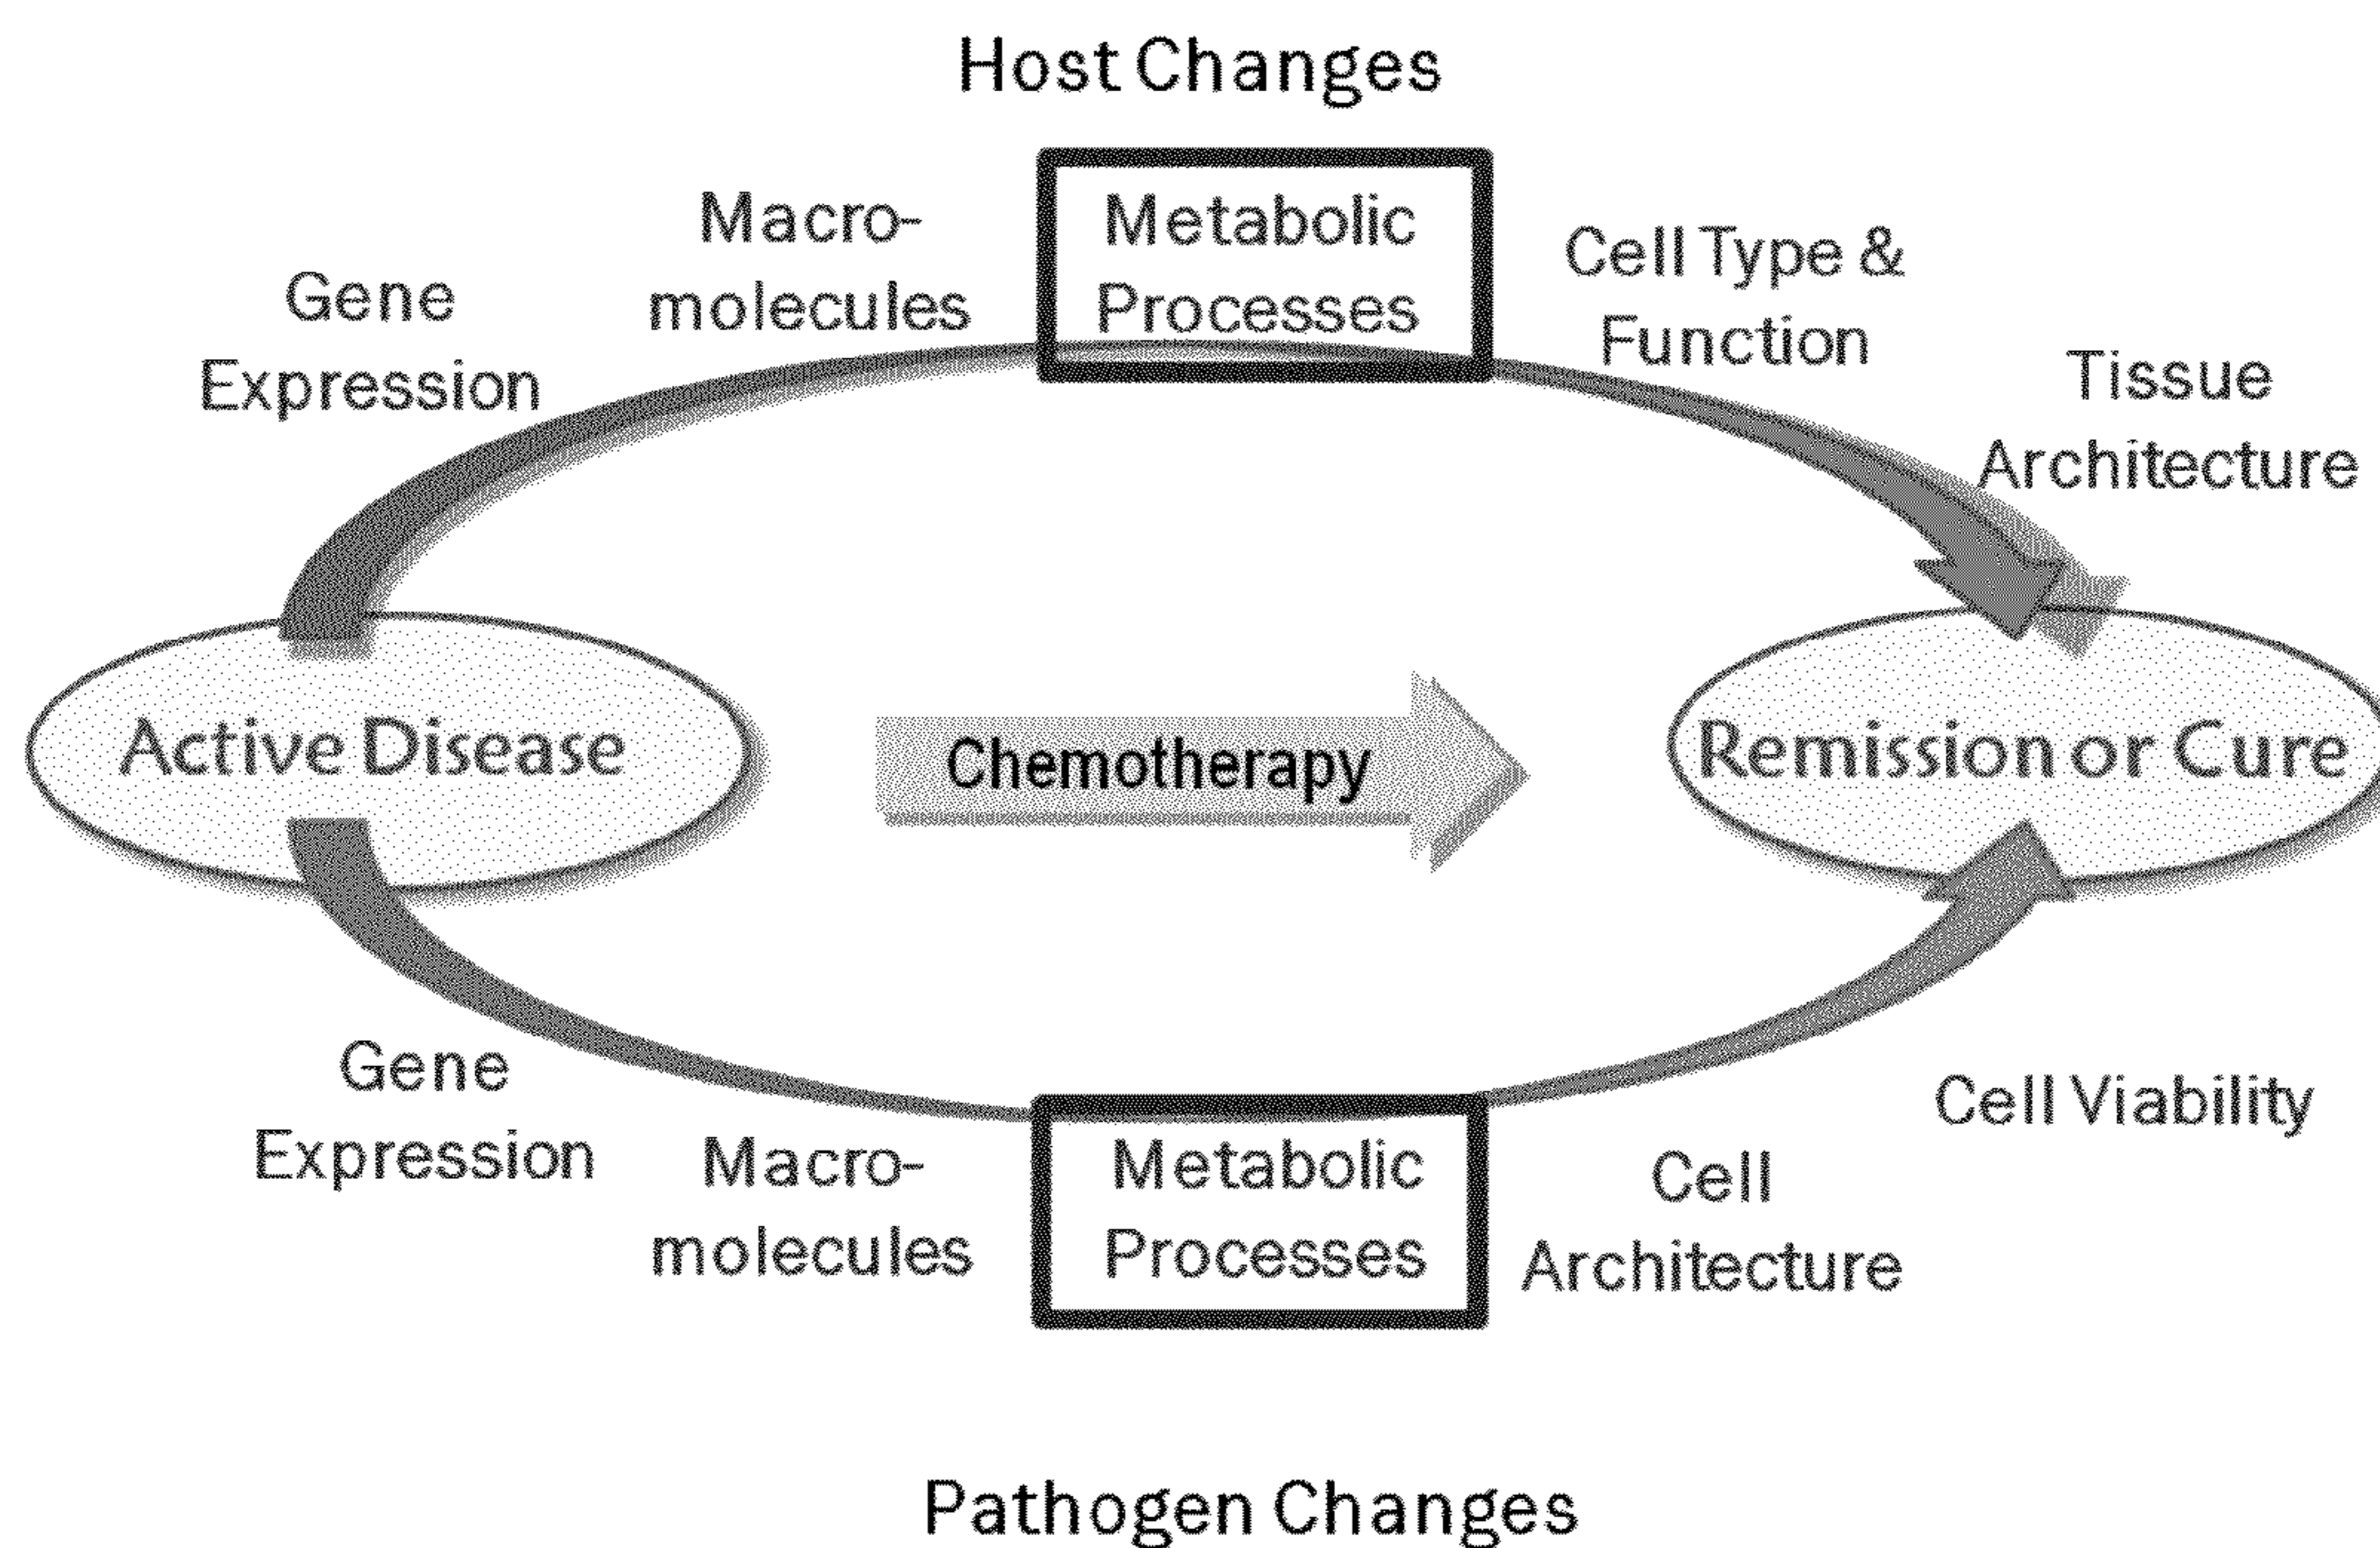 Host Changes
Gene
Expression
Macro-
molecules
Metabolic
Processes
Cell Type &
Function
Tissue
Architecture
Active Disease
Chemotherapy
Remission or Cure
Gene
Expression
Macro-
molecules
Metabolic
Processes
Cell
Architecture
Cell Viability
Pathogen Changes